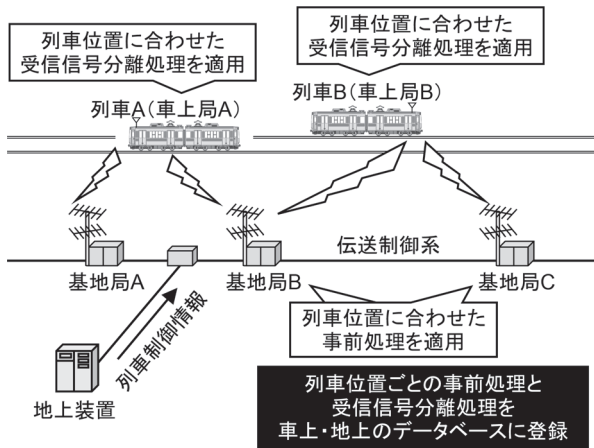 列車位置に合わせた
受信信号分離処理を適用
列車位置に合わせた
受信信号分離処理を適用
列車A(車上局A)
列車B(車上局B)
伝送制御系
基地局A
基地局B
基地局C
列車制御情報
列車位置に合わせた
事前処理を適用
地上装置
列車位置ごとの事前処理と
受信信号分離処理を
車上・地上のデータベースに登録